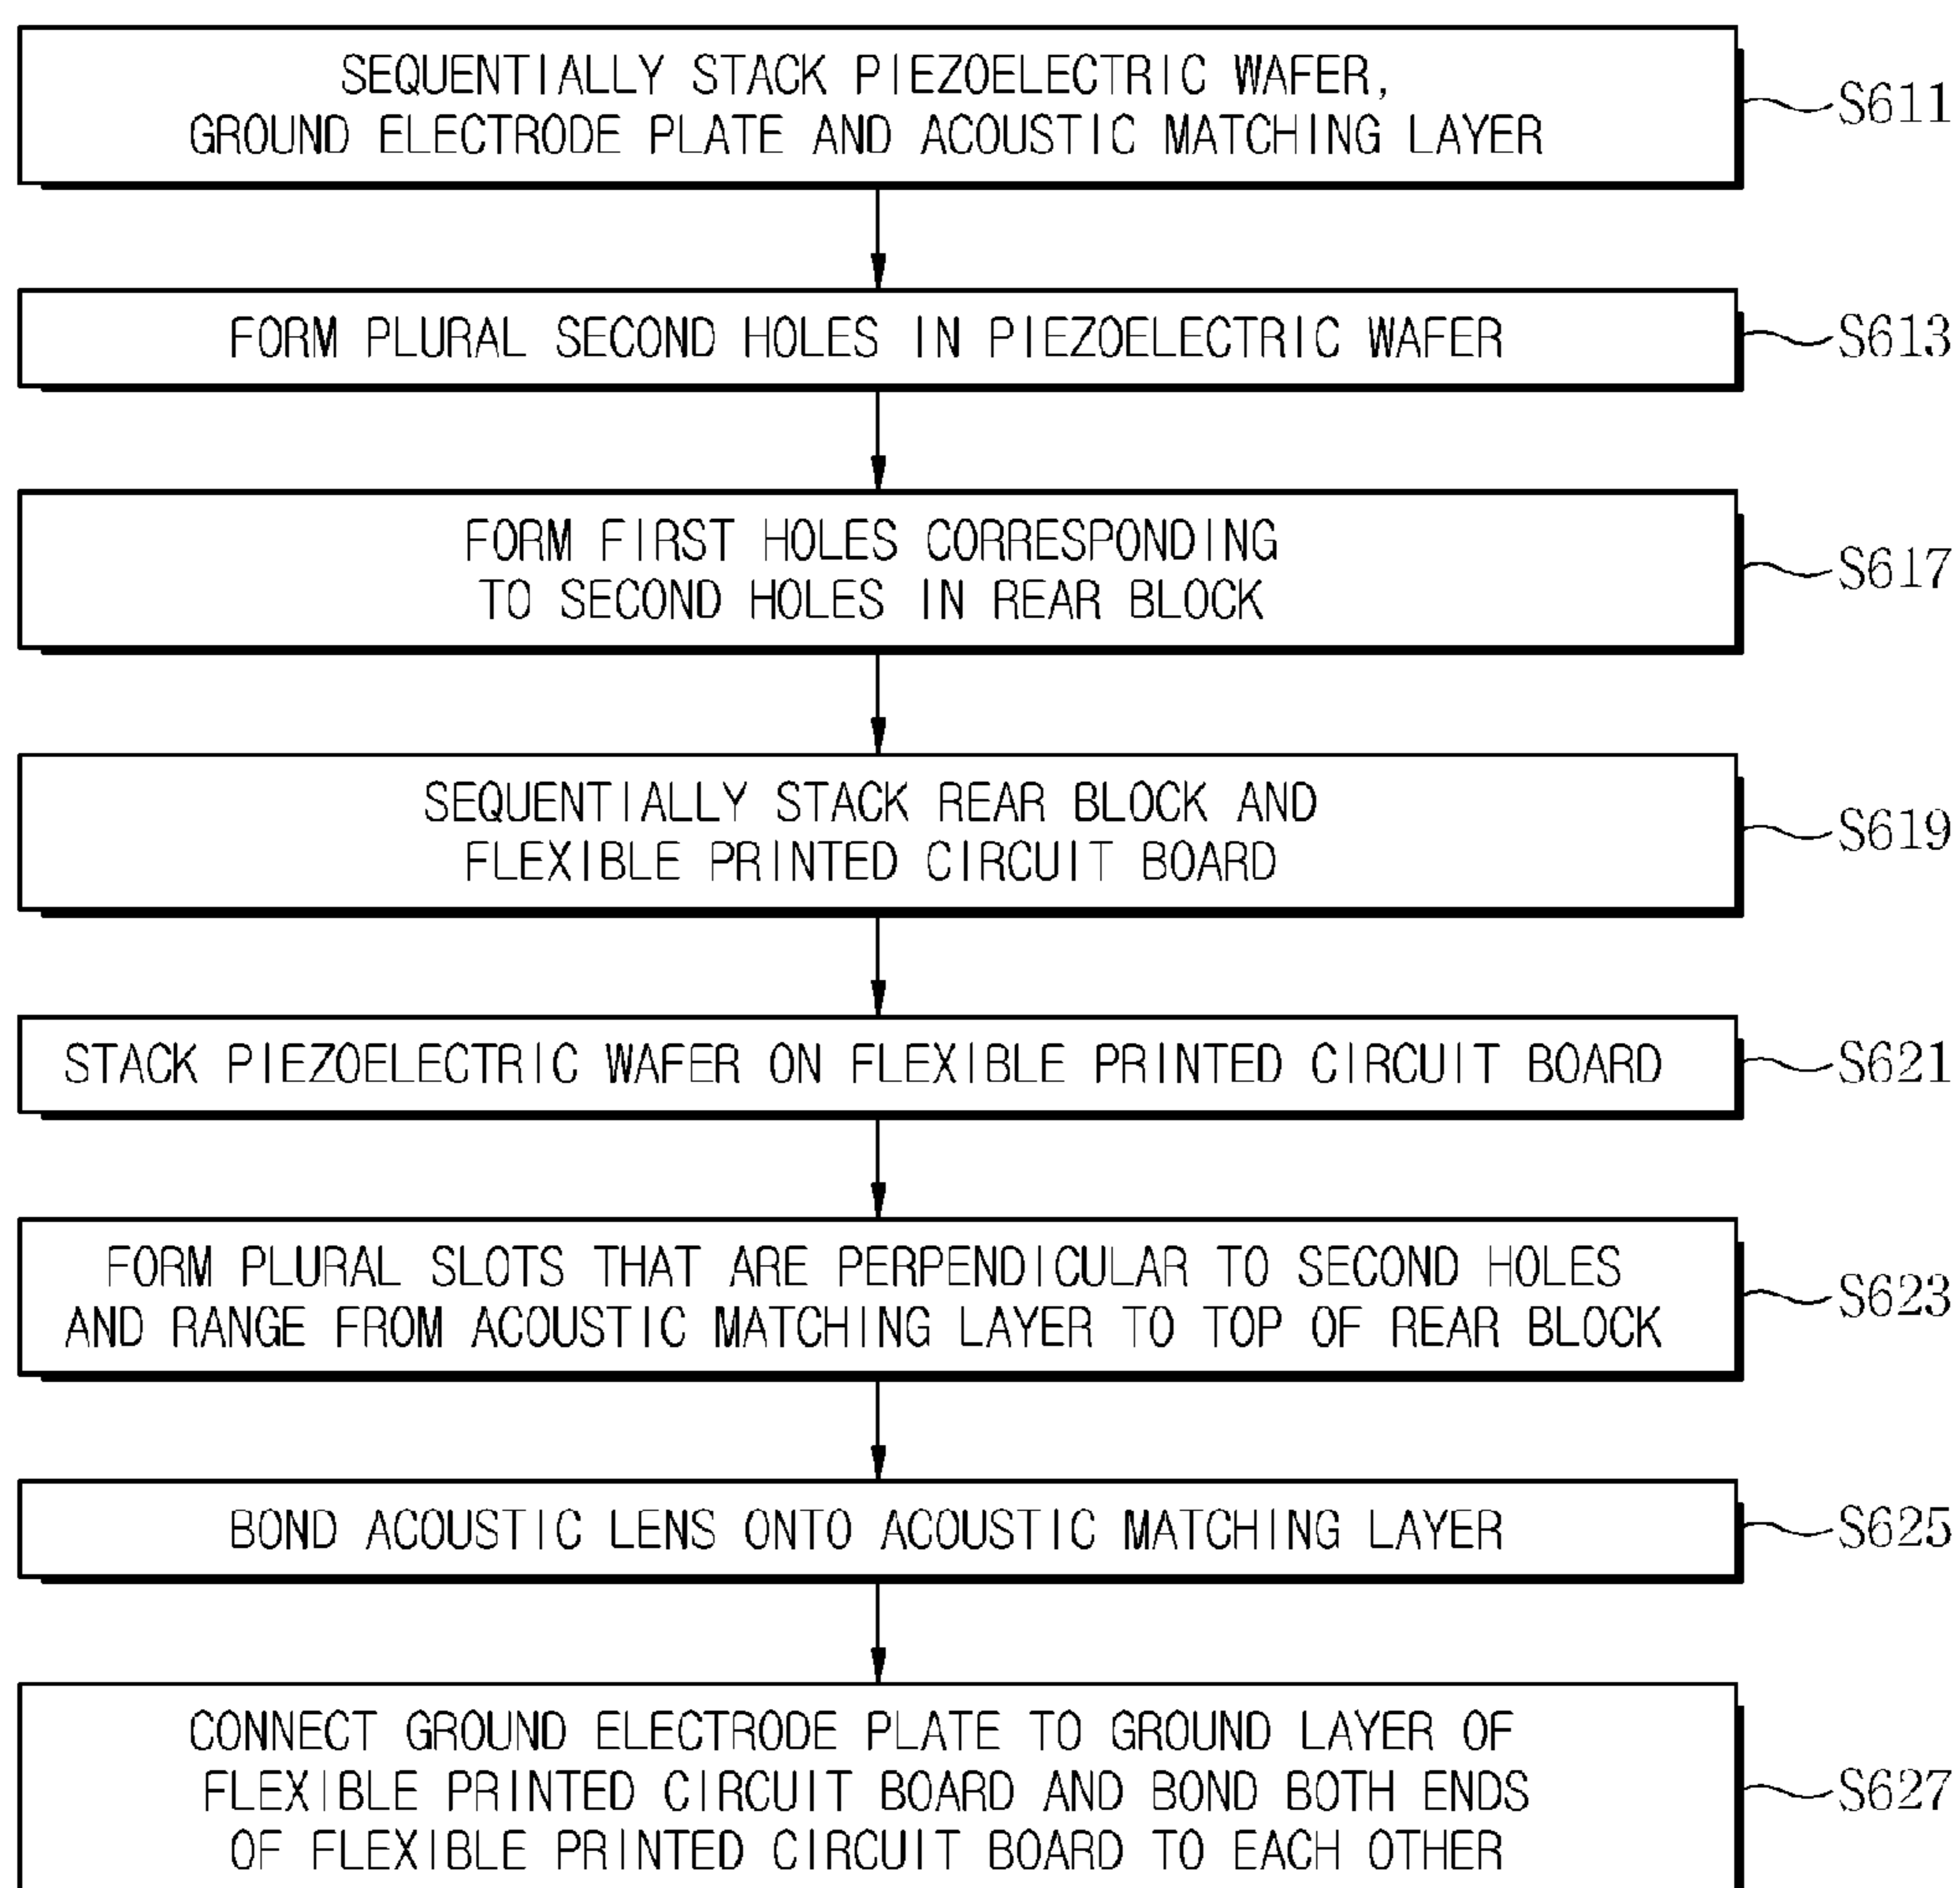 SEQUENTIALLY STACK PIEZOELECTRIC WAFER,
GROUND ELECTRODE PLATE AND ACOUSTIC MATCHING LAYER
S611
FORM PLURAL SECOND HOLES IN PIEZOELECTRIC WAFER
S613
FORM FIRST HOLES CORRESPONDING
TO SECOND HOLES IN REAR BLOCK
S617
SEQUENTIALLY STACK REAR BLOCK AND
FLEXIBLE PRINTED CIRCUIT BOARD
S619
STACK PIEZOELECTRIC WAFER ON FLEXIBLE PRINTED CIRCUIT BOARD
S621
FORM PLURAL SLOTS THAT ARE PERPENDICULAR TO SECOND HOLES
AND RANGE FROM ACOUSTIC MATCHING LAYER TO TOP OF REAR BLOCK
S623
BOND ACOUSTIC LENS ONTO ACOUSTIC MATCHING LAYER
S625
CONNECT GROUND ELECTRODE PLATE TO GROUND LAYER OF
FLEXIBLE PRINTED CIRCUIT BOARD AND BOND BOTH ENDS
OF FLEXIBLE PRINTED CIRCUIT BOARD TO EACH OTHER
S627